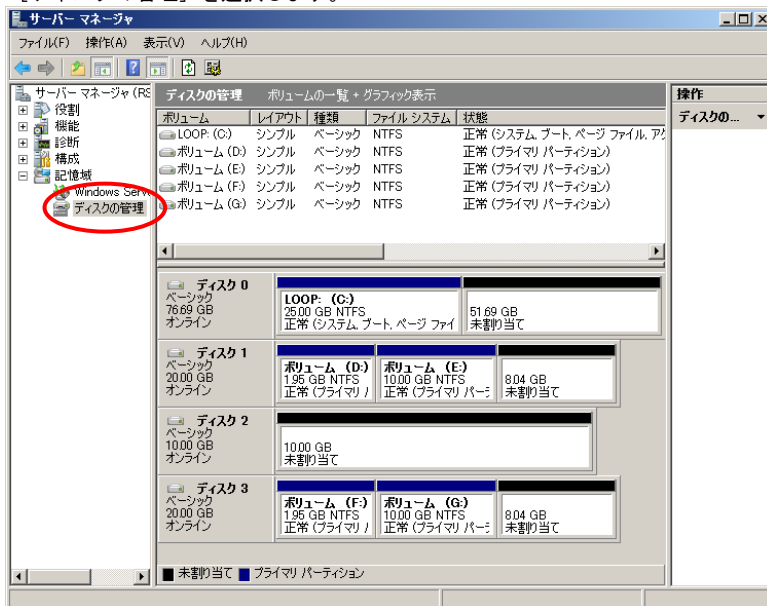 サーバー マネージャ
ファイル(F) 操作(A) 表示(V) ヘルプ(H)
サーバー マネージャ (RS
役割
機能
診断
構成
記憶域
Windows Serve
ディスクの管理
ディスクの管理 ボリュームの一覧 + グラフィック表示
ボリューム レイアウト 種類 ファイル システム 状態
LOOP: (C:) シンプル ベーシック NTFS 正常 (システム, ブート, ページ ファイル, アク
ボリューム (D:) シンプル ベーシック NTFS 正常 (プライマリ パーティション)
ボリューム (E:) シンプル ベーシック NTFS 正常 (プライマリ パーティション)
ボリューム (F:) シンプル ベーシック NTFS 正常 (プライマリ パーティション)
ボリューム (G:) シンプル ベーシック NTFS 正常 (プライマリ パーティション)
ディスク 0
ベーシック
76.69 GB
オンライン
LOOP: (C:)
25.00 GB NTFS
正常 (システム, ブート, ページ ファイ
51.69 GB
未割り当て
ディスク 1
ベーシック
20.00 GB
オンライン
ボリューム (D:)
1.95 GB NTFS
正常 (プライマリ /
ボリューム (E:)
10.00 GB NTFS
正常 (プライマリ パーテ
8.04 GB
未割り当て
ディスク 2
ベーシック
10.00 GB
オンライン
10.00 GB
未割り当て
ディスク 3
ベーシック
20.00 GB
オンライン
ボリューム (F:)
1.95 GB NTFS
正常 (プライマリ /
ボリューム (G:)
10.00 GB NTFS
正常 (プライマリ パーテ
8.04 GB
未割り当て
未割り当て プライマリ パーティション
操作
ディスクの...